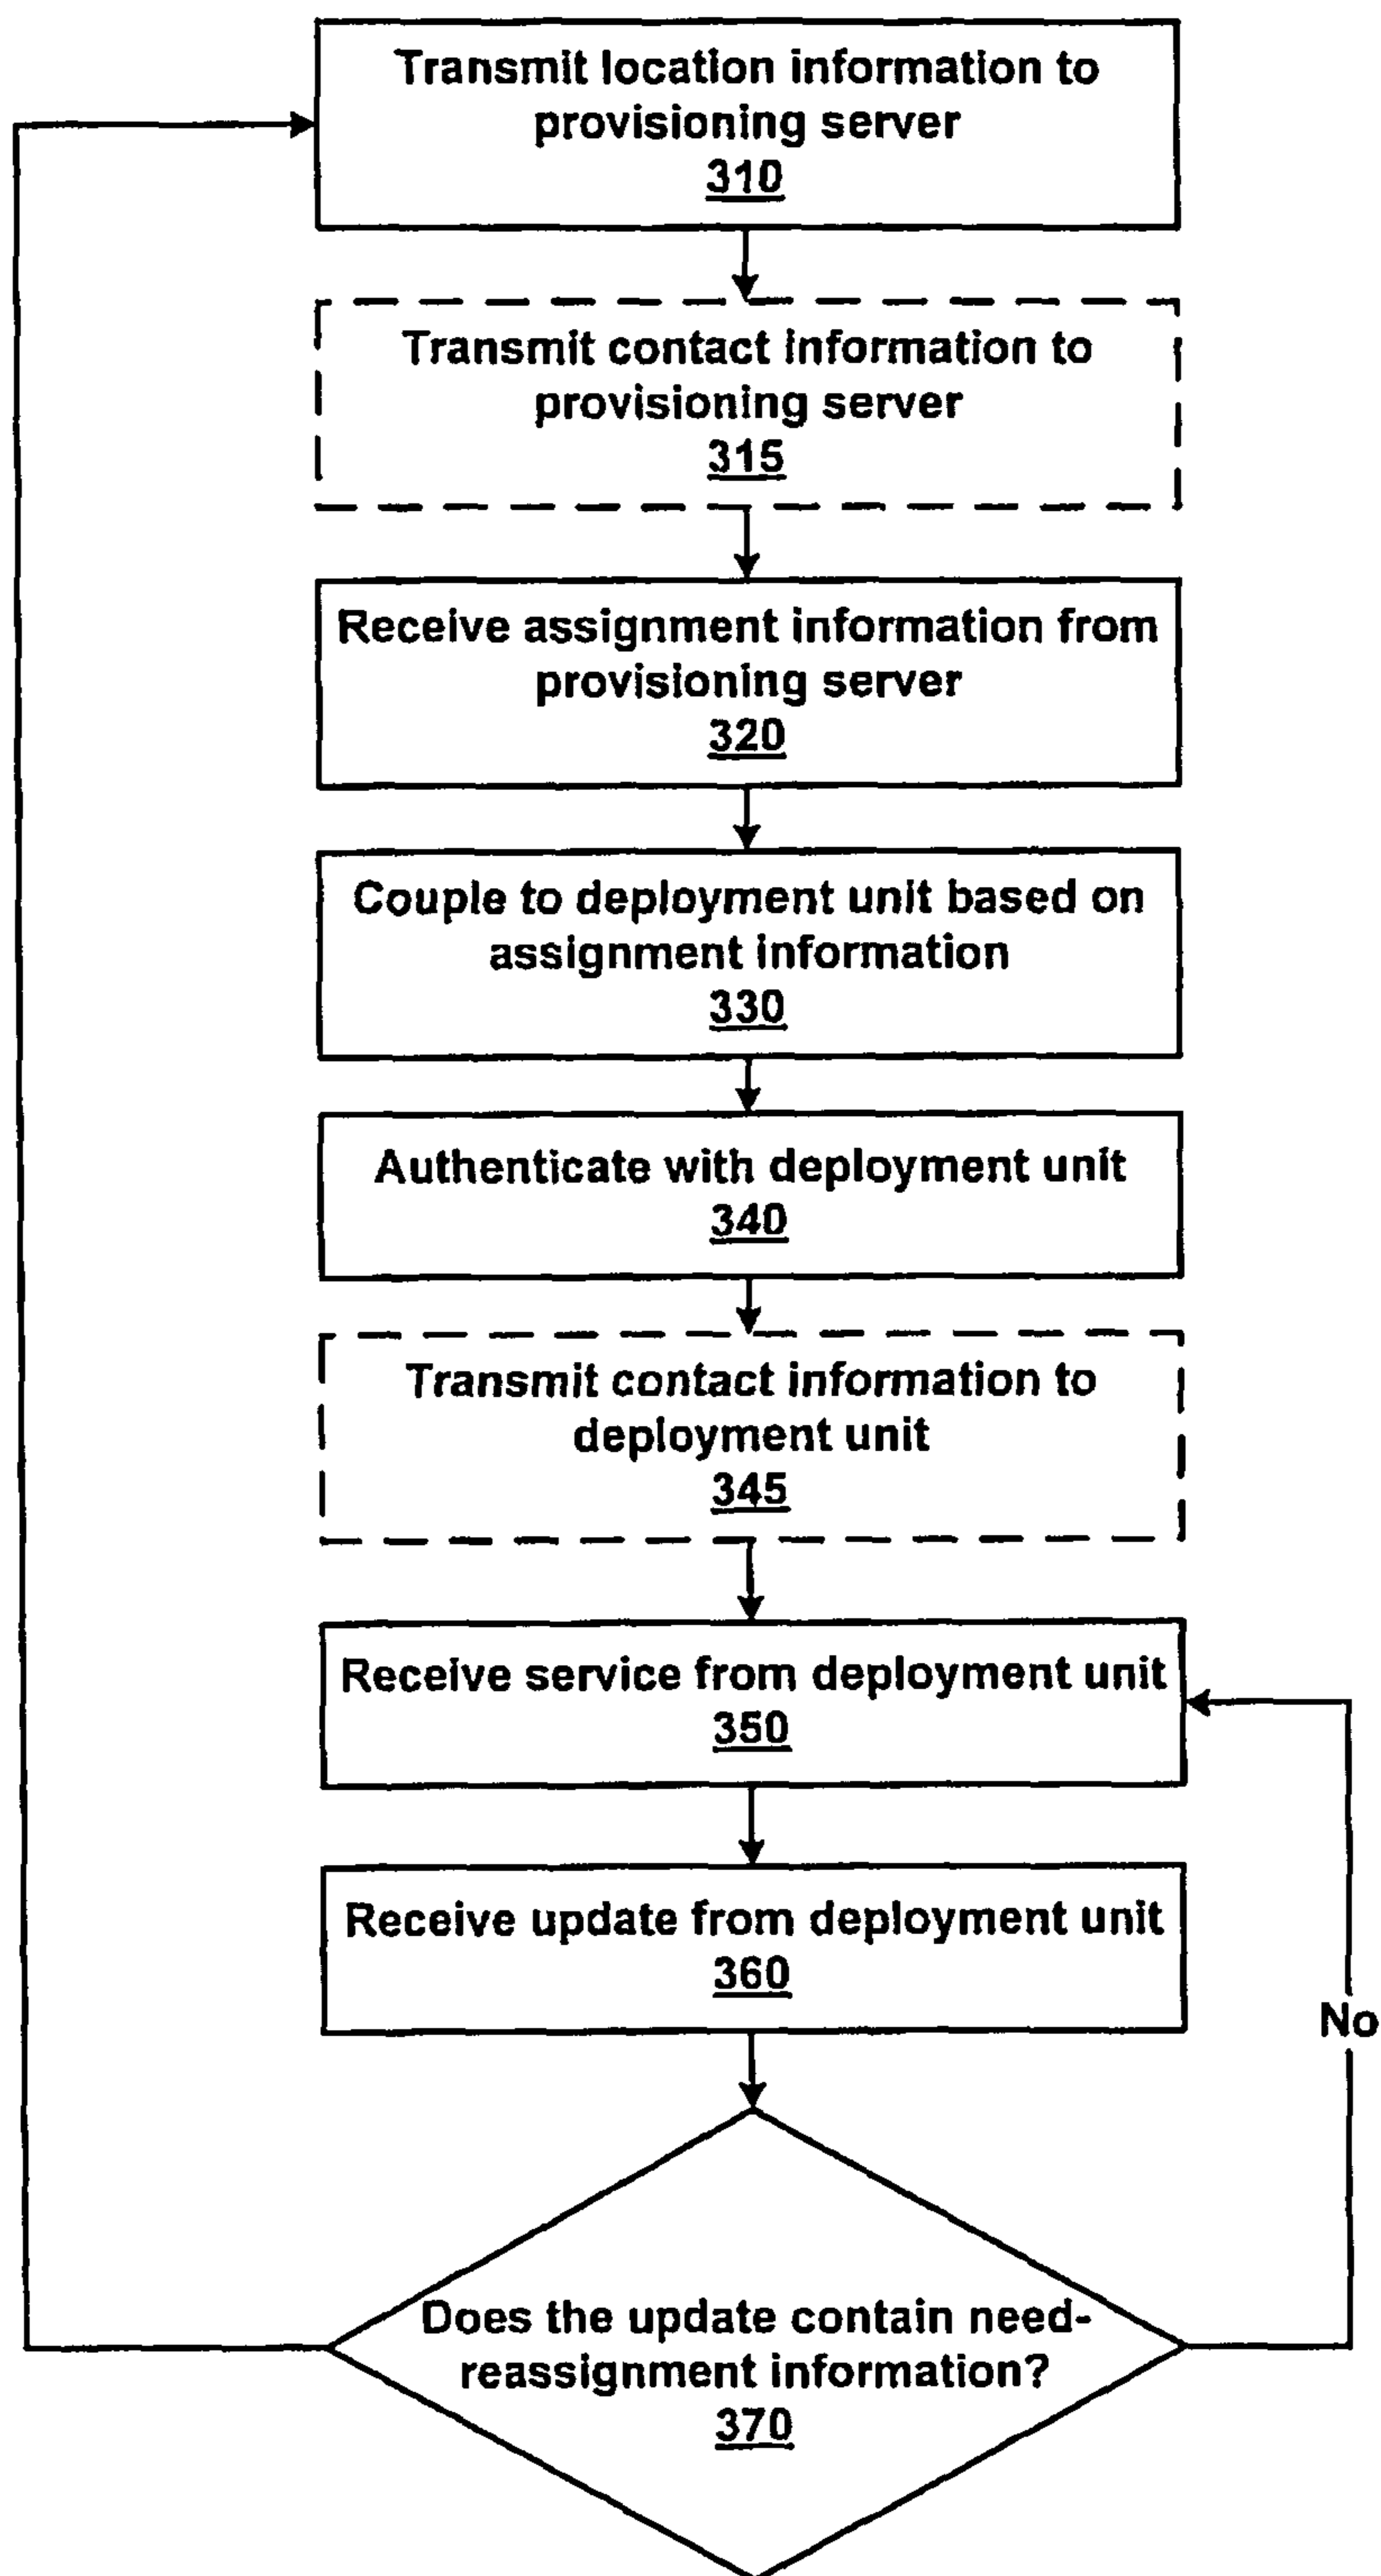 Transmit location information to
provisioning server
310
Transmit contact information to
provisioning server
315
Receive assignment information from
provisioning server
320
Couple to deployment unit based on
assignment information
330
Authenticate with deployment unit
340
Transmit contact information to
deployment unit
345
Receive service from deployment unit
350
Receive update from deployment unit
360
No
Does the update contain need-
reassignment information?
370